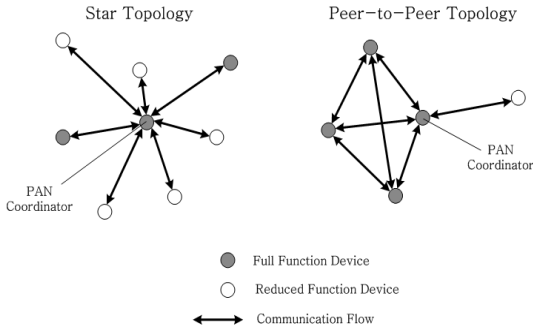 Star Topology
Peer-to-Peer Topology
PAN
Coordinator
PAN
Coordinator
Full Function Device
Reduced Function Device
Communication Flow